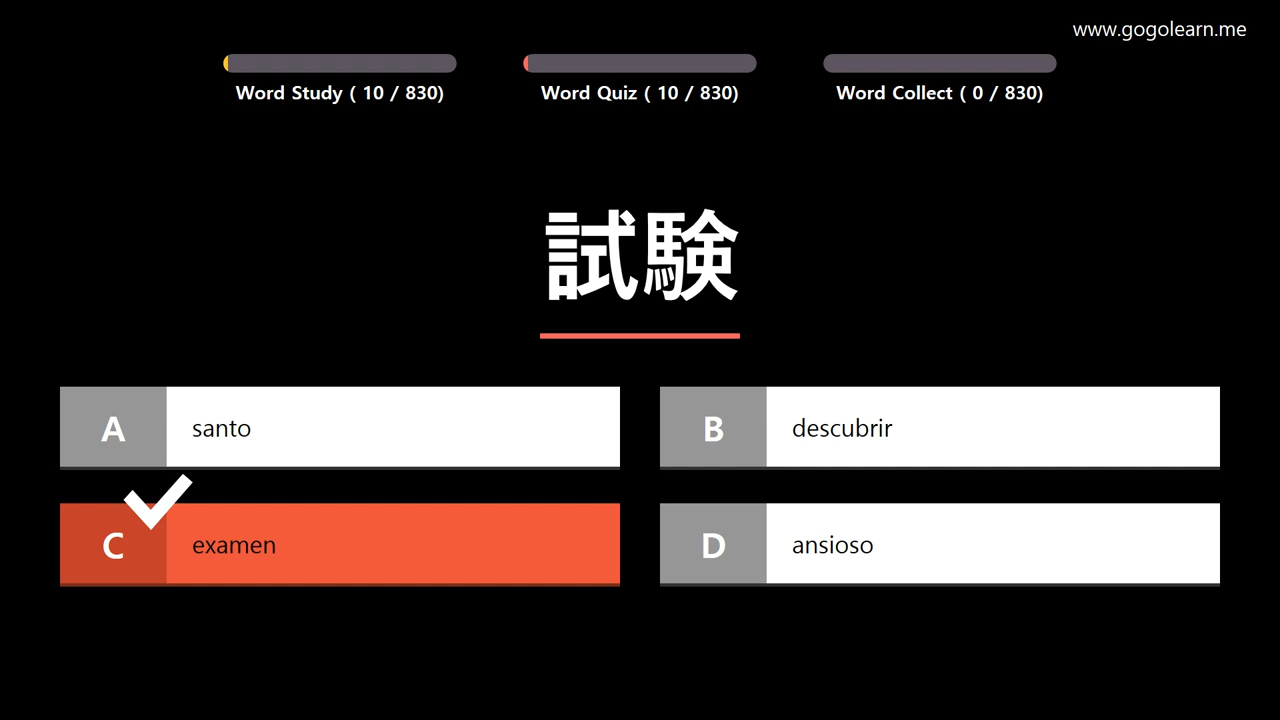 www.gogolearn.me
Word Study ( 10 / 830)
Word Quiz ( 10 / 830)
Word Collect ( 0 / 830)
試験
A santo
B descubrir
C examen
D ansioso